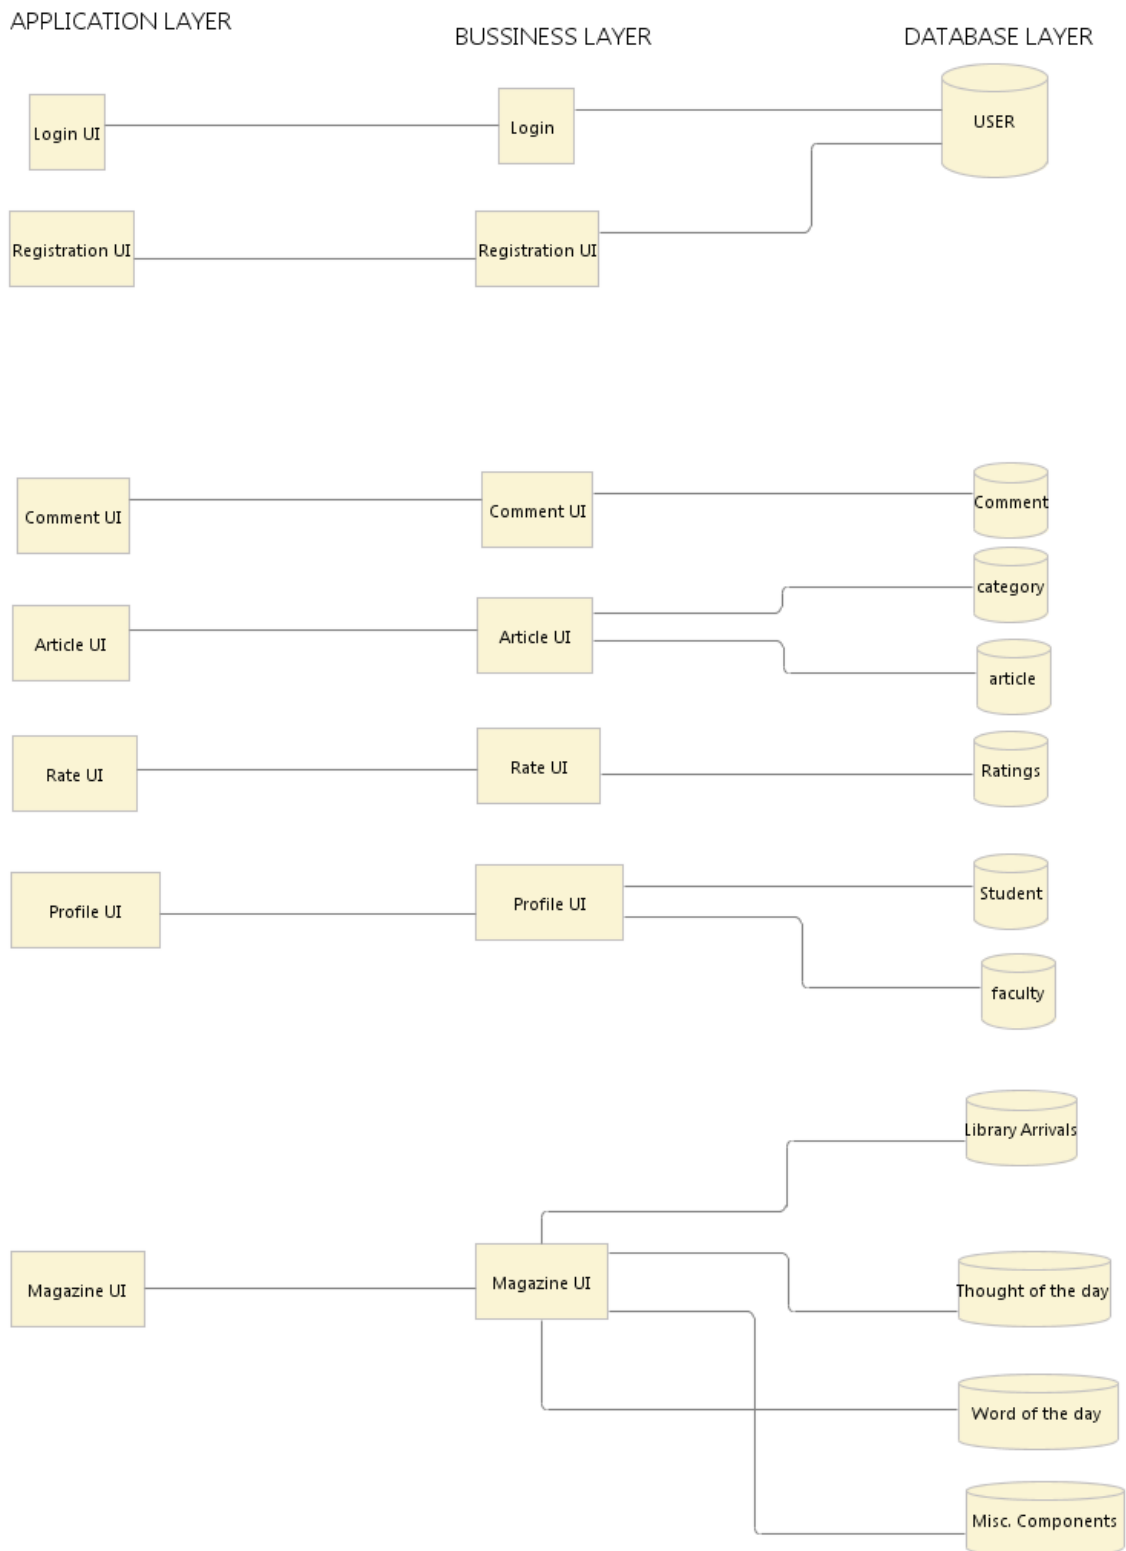 APPLICATION LAYER
BUSSINESS LAYER
DATABASE LAYER
Login UI
Login
USER
Registration UI
Registration UI
Comment UI
Comment UI
Comment
category
Article UI
Article UI
article
Rate UI
Rate UI
Ratings
Profile UI
Profile UI
Student
faculty
Library Arrivals
Magazine UI
Magazine UI
Thought of the day
Word of the day
Misc. Components